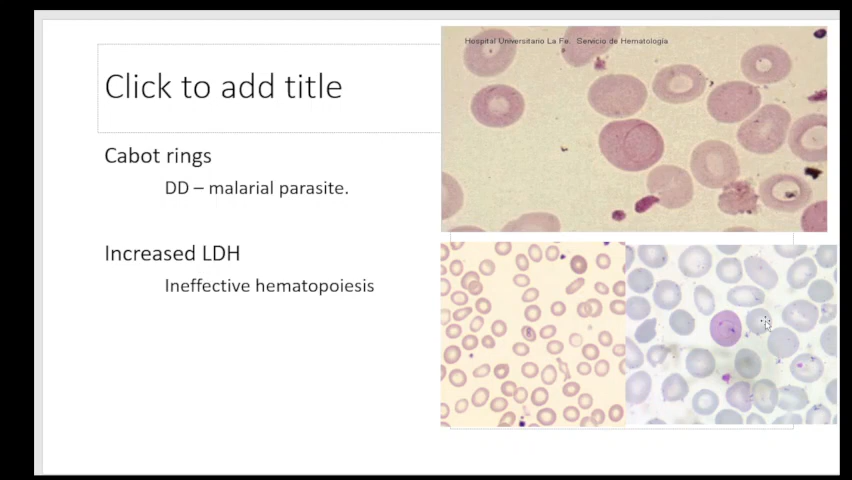 Hospital Universitario La Fe. Servicio de Hematología
Click to add title
Cabot rings
DD – malarial parasite.
Increased LDH
Ineffective hematopoiesis